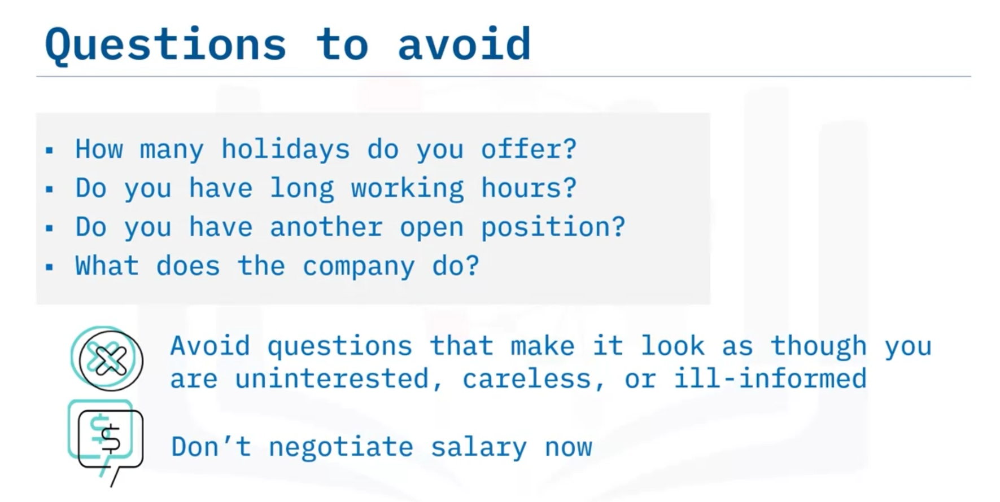 Questions to avoid
▪ How many holidays do you offer?
▪ Do you have long working hours?
▪ Do you have another open position?
▪ What does the company do?
Avoid questions that make it look as though you
are uninterested, careless, or ill-informed
$ $
Don’t negotiate salary now